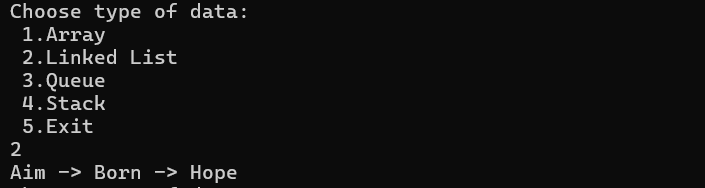 Choose type of data:
1.Array
2.Linked List
3.Queue
4.Stack
5.Exit
2
Aim -> Born -> Hope